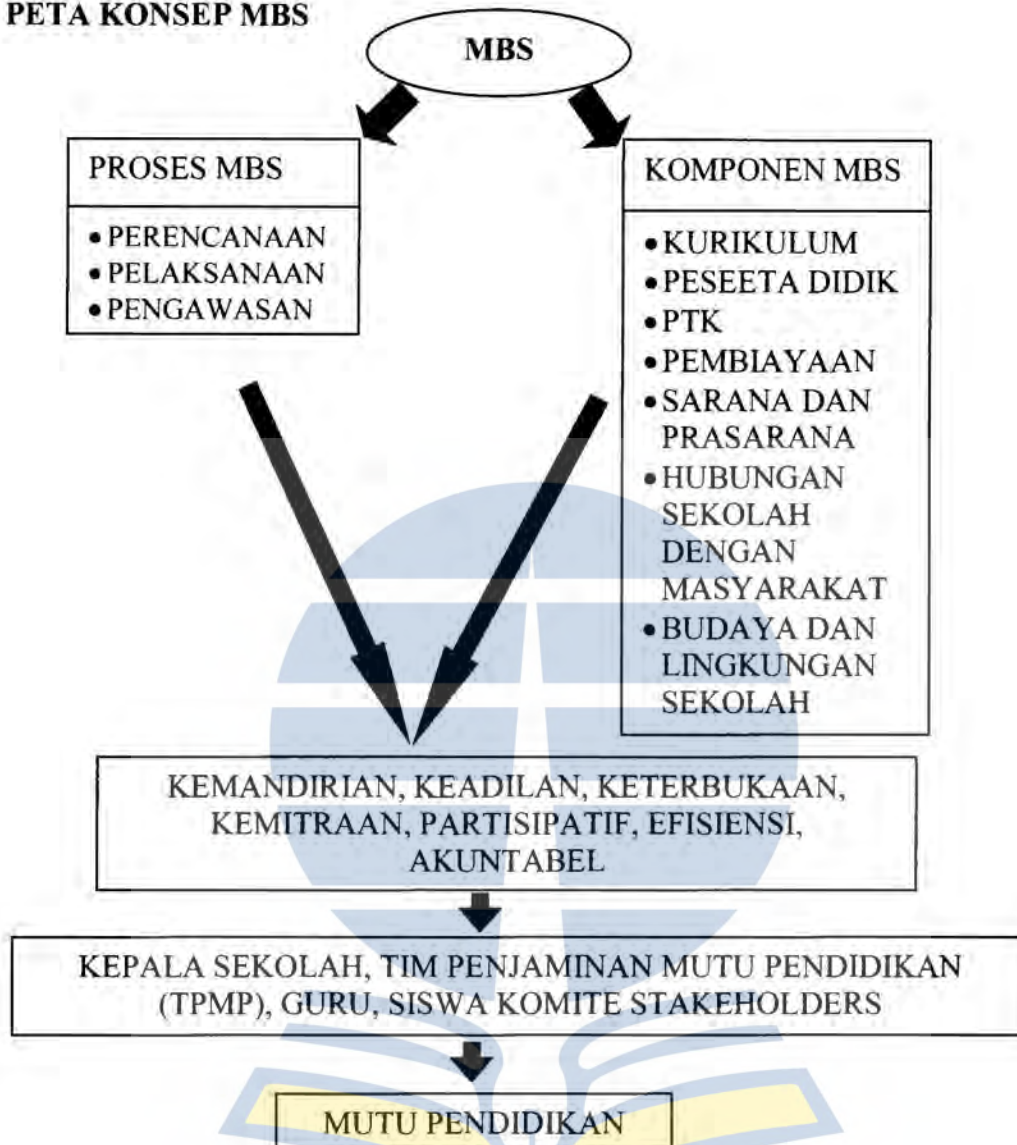 PETA KONSEP MBS
MBS
PROSES MBS
• PERENCANAAN
• PELAKSANAAN
• PENGAWASAN
KOMPONEN MBS
• KURIKULUM
• PESEETA DIDIK
• PTK
• PEMBIAYAAN
• SARANA DAN
PRASARANA
• HUBUNGAN
SEKOLAH
DENGAN
MASYARAKAT
• BUDAYA DAN
LINGKUNGAN
SEKOLAH
KEMANDIRIAN, KEADILAN, KETERBUKAAN,
KEMITRAAN, PARTISIPATIF, EFISIENSI,
AKUNTABEL
KEPALA SEKOLAH, TIM PENJAMINAN MUTU PENDIDIKAN
(TPMP), GURU, SISWA KOMITE STAKEHOLDERS
MUTU PENDIDIKAN